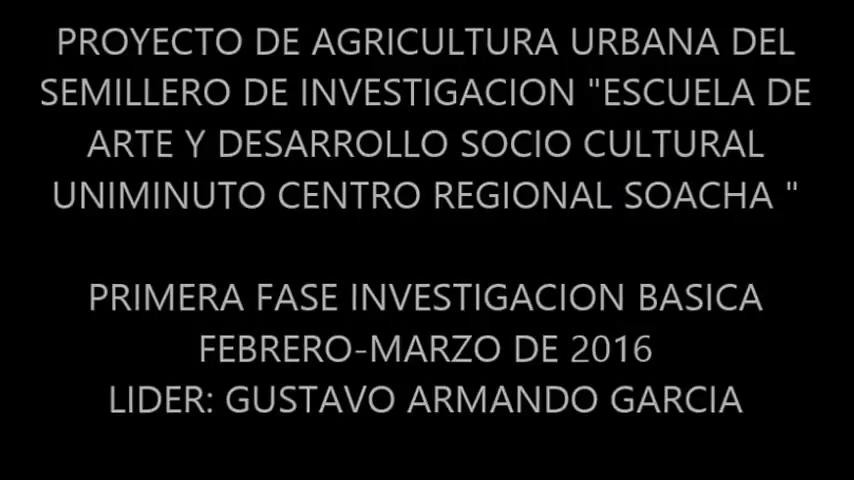 PROYECTO DE AGRICULTURA URBANA DEL
SEMILLERO DE INVESTIGACION "ESCUELA DE
ARTE Y DESARROLLO SOCIO CULTURAL
UNIMINUTO CENTRO REGIONAL SOACHA "
PRIMERA FASE INVESTIGACION BASICA
FEBRERO-MARZO DE 2016
LIDER: GUSTAVO ARMANDO GARCIA